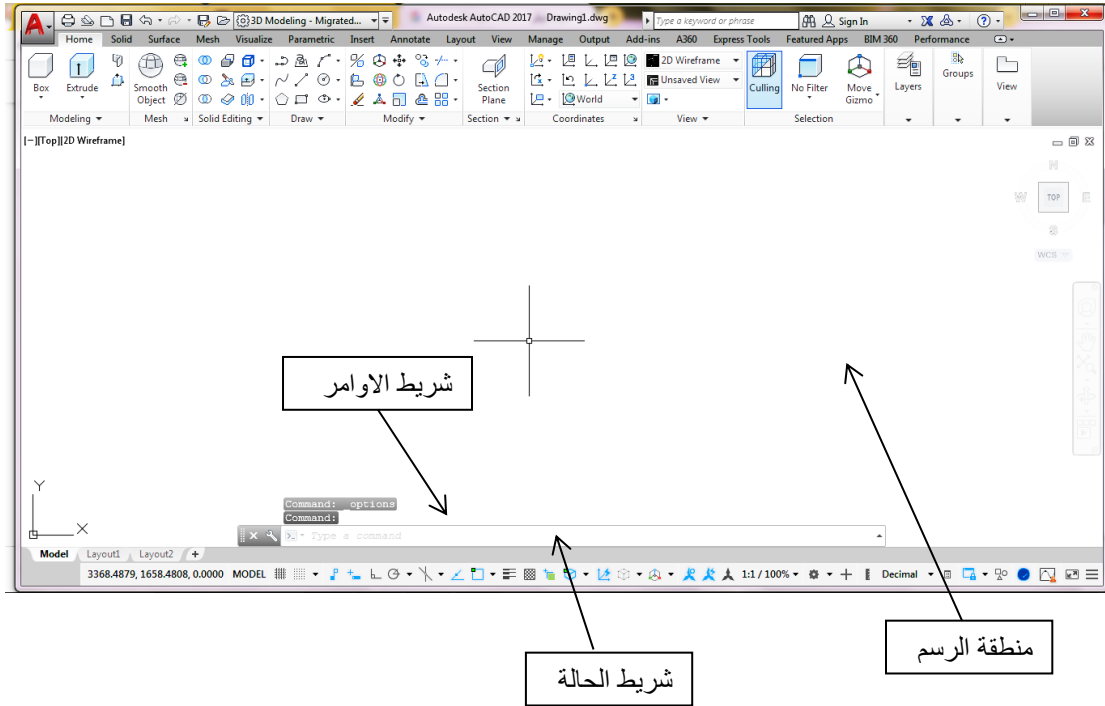 3D Modeling - Migrated...
Autodesk AutoCAD 2017 Drawing1.dwg
Type a keyword or phrase
Sign In
Home Solid Surface Mesh Visualize Parametric Insert Annotate Layout View Manage Output Add-ins A360 Express Tools Featured Apps BIM 360 Performance
Box
Extrude
Smooth
Object
Section
Plane
World
2D Wireframe
Unsaved View
Culling
No Filter
Move
Gizmo
Layers
Groups
View
Modeling Mesh Solid Editing Draw Modify Section Coordinates View Selection
[−][Top][2D Wireframe]
N
W TOP E
S
WCS
شريط الاوامر
Y
X
Command: _options
Command:
Type a command
Model Layout1 Layout2 +
3368.4879, 1658.4808, 0.0000 MODEL 1:1 / 100% Decimal
منطقة الرسم
شريط الحالة